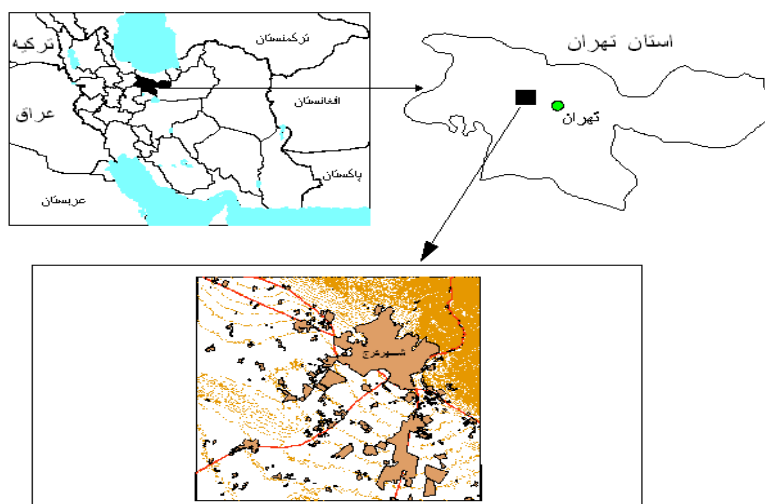 ترکمنستان
ترکیه
افغانستان
عراق
پاکستان
عربستان
استان تهران
تهران
شهر کرج